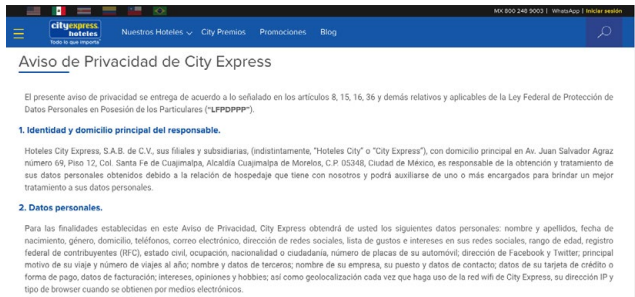 MX 800 248 9003 | WhatsApp | Iniciar sesión
cityexpress
hoteles
Todo lo que importa
Nuestros Hoteles City Premios Promociones Blog
Aviso de Privacidad de City Express
El presente aviso de privacidad se entrega de acuerdo a lo señalado en los artículos 8, 15, 16, 36 y demás relativos y aplicables de la Ley Federal de Protección de
Datos Personales en Posesión de los Particulares ("LFPDPPP").
1. Identidad y domicilio principal del responsable.
Hoteles City Express, S.A.B. de C.V., sus filiales y subsidiarias, (indistintamente, "Hoteles City" o "City Express"), con domicilio principal en Av. Juan Salvador Agraz
número 69, Piso 12, Col. Santa Fe de Cuajimalpa, Alcaldía Cuajimalpa de Morelos, C.P. 05348, Ciudad de México, es responsable de la obtención y tratamiento de
sus datos personales obtenidos debido a la relación de hospedaje que tiene con nosotros y podrá auxiliarse de uno o más encargados para brindar un mejor
tratamiento a sus datos personales.
2. Datos personales.
Para las finalidades establecidas en este Aviso de Privacidad, City Express obtendrá de usted los siguientes datos personales: nombre y apellidos, fecha de
nacimiento, género, domicilio, teléfonos, correo electrónico, dirección de redes sociales, lista de gustos e intereses en sus redes sociales, rango de edad, registro
federal de contribuyentes (RFC), estado civil, ocupación, nacionalidad o ciudadanía, número de placas de su automóvil; dirección de Facebook y Twitter; principal
motivo de su viaje y número de viajes al año; nombre y datos de terceros; nombre de su empresa, su puesto y datos de contacto; datos de su tarjeta de crédito o
forma de pago, datos de facturación; intereses, opiniones y hobbies; así como geolocalización cada vez que haga uso de la red wifi de City Express, su dirección IP y
tipo de browser cuando se obtienen por medios electrónicos.